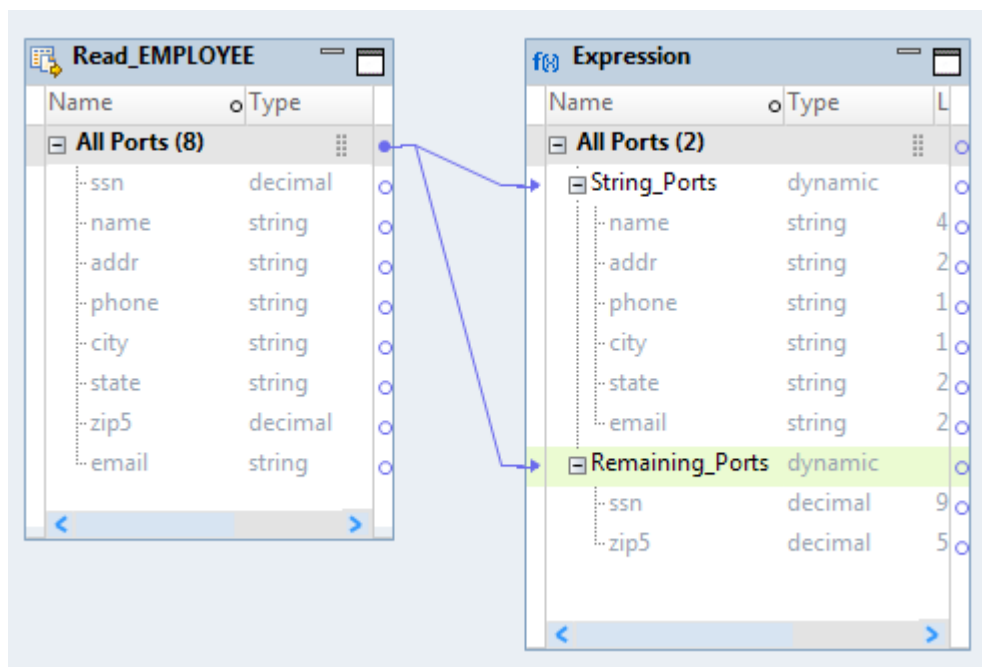 Read_EMPLOYEE
Name Type
All Ports (8)
ssn decimal
name string
addr string
phone string
city string
state string
zip5 decimal
email string
f(x) Expression
Name Type L
All Ports (2)
String_Ports dynamic
name string 4
addr string 2
phone string 1
city string 1
state string 2
email string 2
Remaining_Ports dynamic
ssn decimal 9
zip5 decimal 5